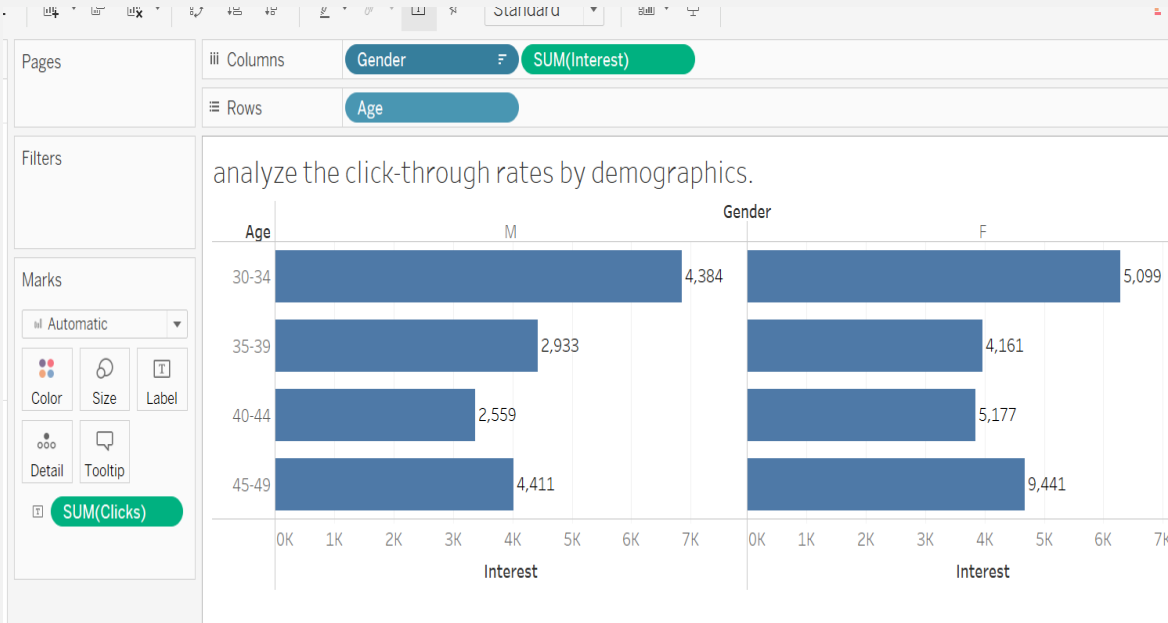 Standard
Pages
Columns
Gender
SUM(Interest)
Rows
Age
Filters
analyze the click-through rates by demographics.
Gender
Age
M
F
Marks
30-34
4,384
5,099
Automatic
35-39
2,933
4,161
Color
Size
T
Label
40-44
2,559
5,177
Detail
Tooltip
45-49
4,411
9,441
T
SUM(Clicks)
0K 1K 2K 3K 4K 5K 6K 7K
0K 1K 2K 3K 4K 5K 6K 7K
Interest
Interest